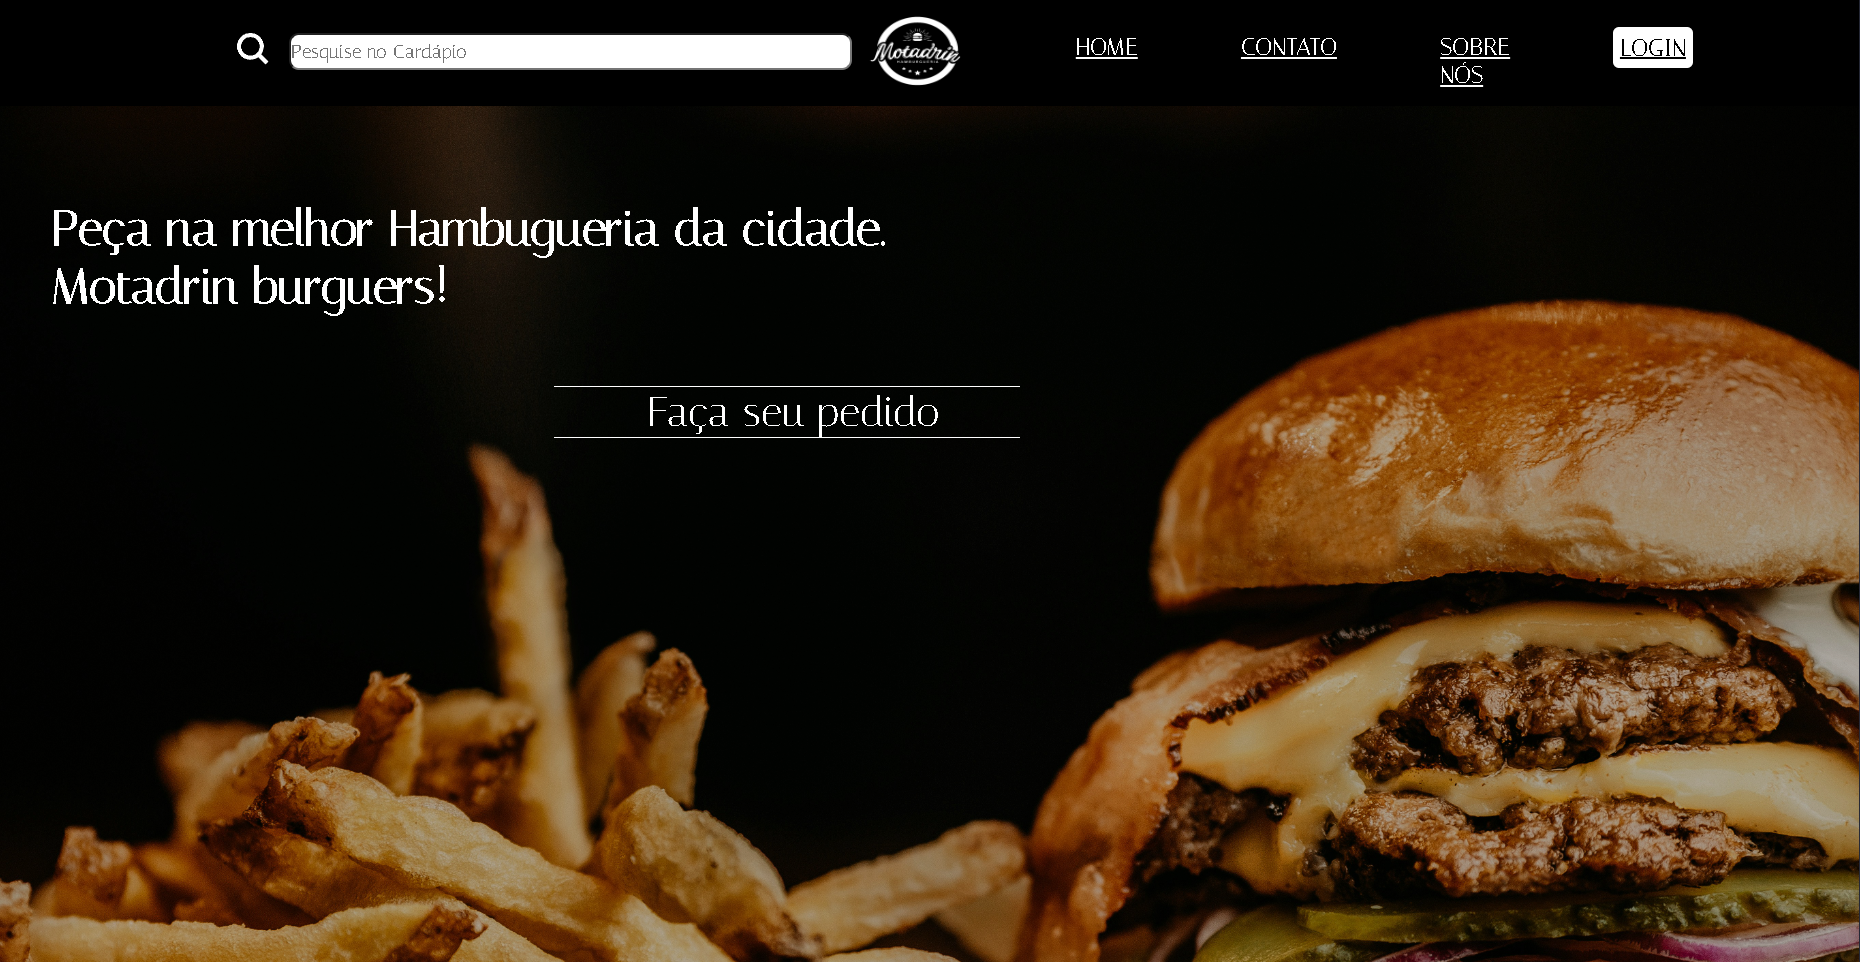 Pesquise no Cardápio
Motadrin
HAMBURGUERIA
HOME
CONTATO
SOBRE
NÓS
LOGIN
Peça na melhor Hambugueria da cidade.
Motadrin burguers!
Faça seu pedido